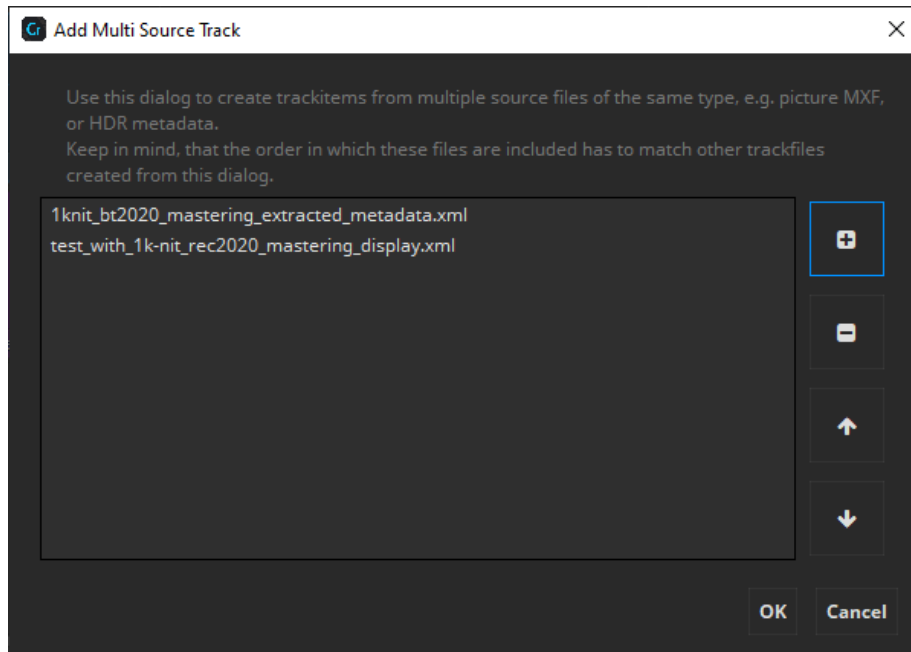 Cr Add Multi Source Track
Use this dialog to create trackitems from multiple source files of the same type, e.g. picture MXF,
or HDR metadata.
Keep in mind, that the order in which these files are included has to match other trackfiles
created from this dialog.
1knit_bt2020_mastering_extracted_metadata.xml
test_with_1k-nit_rec2020_mastering_display.xml
OK Cancel